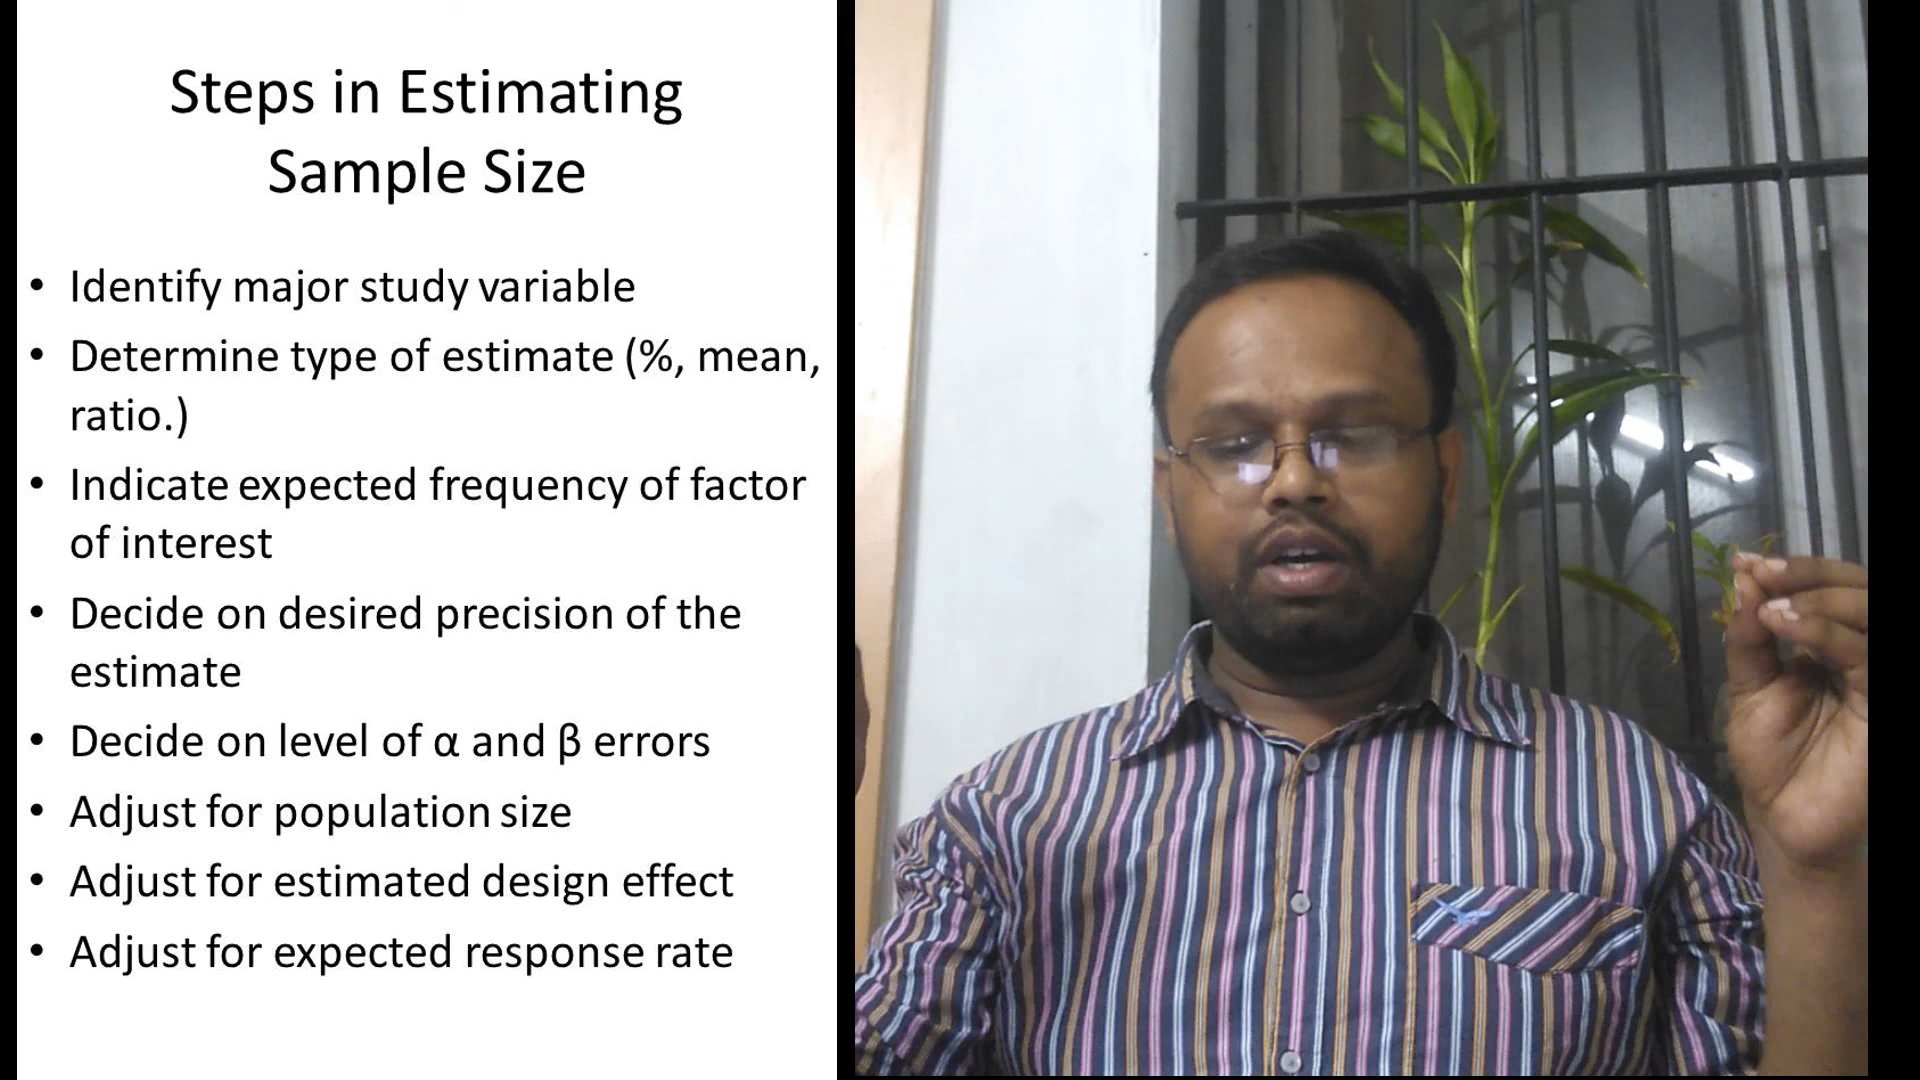 Steps in Estimating
Sample Size
• Identify major study variable
• Determine type of estimate (%, mean,
ratio.)
• Indicate expected frequency of factor
of interest
• Decide on desired precision of the
estimate
• Decide on level of α and β errors
• Adjust for population size
• Adjust for estimated design effect
• Adjust for expected response rate